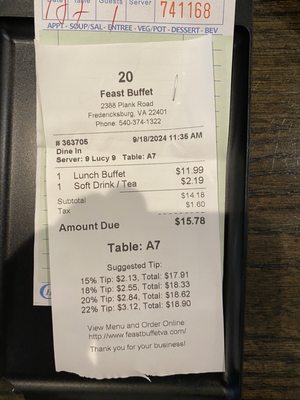 Date Table Guests Server
741168
APPT - SOUP/SAL - ENTREE - VEG/POT - DESSERT - BEV
20
Feast Buffet
2388 Plank Road
Fredericksburg, VA 22401
Phone: 540-374-1322
# 363705 9/18/2024 11:35 AM
Dine In
Server: 9 Lucy 9 Table: A7
1 Lunch Buffet $11.99
1 Soft Drink / Tea $2.19
Subtotal $14.18
Tax $1.60
Amount Due $15.78
Table: A7
Suggested Tip:
15% Tip: $2.13, Total: $17.91
18% Tip: $2.55, Total: $18.33
20% Tip: $2.84, Total: $18.62
22% Tip: $3.12, Total: $18.90
View Menu and Order Online
http://www.feastbuffetva.com/
Thank you for your business!